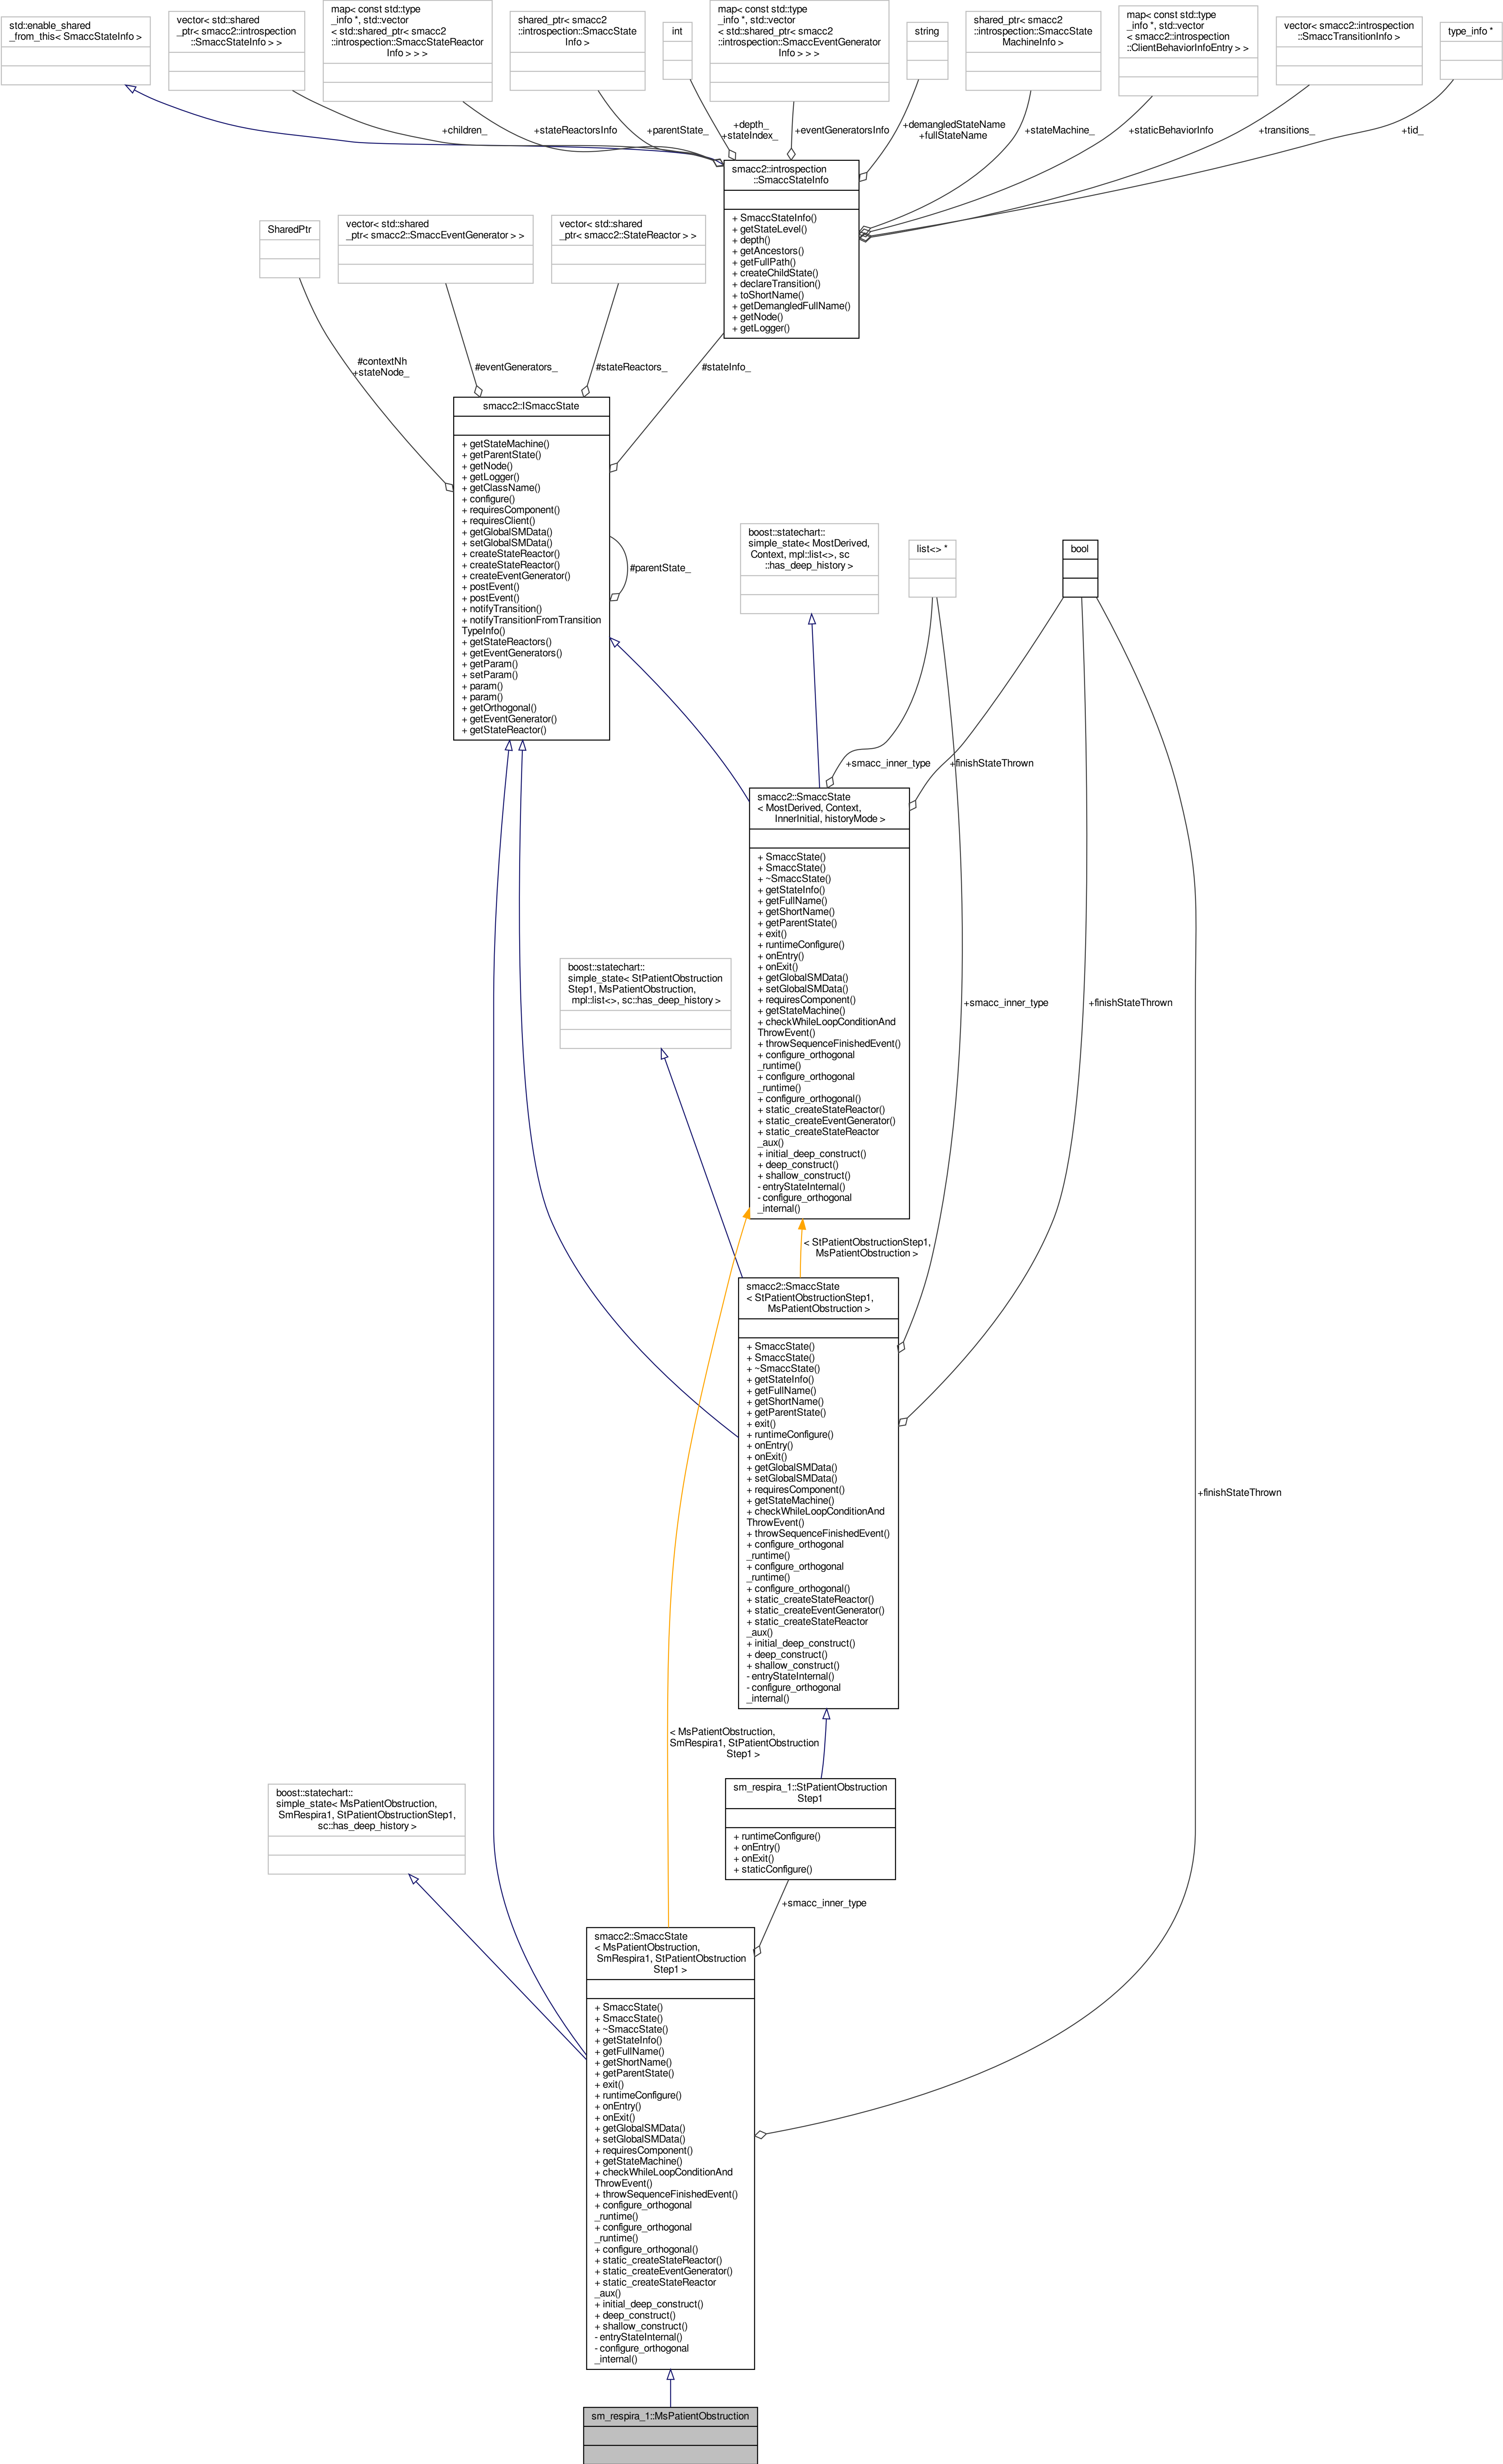 std::enable_shared
_from_this< SmaccStateInfo >
vector< std::shared
_ptr< smacc2::introspection
::SmaccStateInfo > >
map< const std::type
_info *, std::vector
< std::shared_ptr< smacc2
::introspection::SmaccStateReactor
Info > > >
shared_ptr< smacc2
::introspection::SmaccState
Info >
int
map< const std::type
_info *, std::vector
< std::shared_ptr< smacc2
::introspection::SmaccEventGenerator
Info > > >
string
shared_ptr< smacc2
::introspection::SmaccState
MachineInfo >
map< const std::type
_info *, std::vector
< smacc2::introspection
::ClientBehaviorInfoEntry > >
vector< smacc2::introspection
::SmaccTransitionInfo >
type_info *
+children_
+stateReactorsInfo
+parentState_
+depth_
+stateIndex_
+eventGeneratorsInfo
+demangledStateName
+fullStateName
+stateMachine_
+staticBehaviorInfo
+transitions_
+tid_
smacc2::introspection
::SmaccStateInfo
+ SmaccStateInfo()
+ getStateLevel()
+ depth()
+ getAncestors()
+ getFullPath()
+ createChildState()
+ declareTransition()
+ toShortName()
+ getDemangledFullName()
+ getNode()
+ getLogger()
SharedPtr
vector< std::shared
_ptr< smacc2::SmaccEventGenerator > >
vector< std::shared
_ptr< smacc2::StateReactor > >
#contextNh
+stateNode_
#eventGenerators_
#stateReactors_
#stateInfo_
smacc2::ISmaccState
+ getStateMachine()
+ getParentState()
+ getNode()
+ getLogger()
+ getClassName()
+ configure()
+ requiresComponent()
+ requiresClient()
+ getGlobalSMData()
+ setGlobalSMData()
+ createStateReactor()
+ createStateReactor()
+ createEventGenerator()
+ postEvent()
+ postEvent()
+ notifyTransition()
+ notifyTransitionFromTransition
TypeInfo()
+ getStateReactors()
+ getEventGenerators()
+ getParam()
+ setParam()
+ param()
+ param()
+ getOrthogonal()
+ getEventGenerator()
+ getStateReactor()
#parentState_
boost::statechart::
simple_state< MostDerived,
Context, mpl::list<>, sc
::has_deep_history >
list<> *
bool
+smacc_inner_type
+finishStateThrown
smacc2::SmaccState
< MostDerived, Context,
InnerInitial, historyMode >
+ SmaccState()
+ SmaccState()
+ ~SmaccState()
+ getStateInfo()
+ getFullName()
+ getShortName()
+ getParentState()
+ exit()
+ runtimeConfigure()
+ onEntry()
+ onExit()
+ getGlobalSMData()
+ setGlobalSMData()
+ requiresComponent()
+ getStateMachine()
+ checkWhileLoopConditionAnd
ThrowEvent()
+ throwSequenceFinishedEvent()
+ configure_orthogonal
_runtime()
+ configure_orthogonal
_runtime()
+ configure_orthogonal()
+ static_createStateReactor()
+ static_createEventGenerator()
+ static_createStateReactor
_aux()
+ initial_deep_construct()
+ deep_construct()
+ shallow_construct()
- entryStateInternal()
- configure_orthogonal
_internal()
boost::statechart::
simple_state< StPatientObstruction
Step1, MsPatientObstruction,
mpl::list<>, sc::has_deep_history >
+smacc_inner_type
+finishStateThrown
< StPatientObstructionStep1,
MsPatientObstruction >
smacc2::SmaccState
< StPatientObstructionStep1,
MsPatientObstruction >
+ SmaccState()
+ SmaccState()
+ ~SmaccState()
+ getStateInfo()
+ getFullName()
+ getShortName()
+ getParentState()
+ exit()
+ runtimeConfigure()
+ onEntry()
+ onExit()
+ getGlobalSMData()
+ setGlobalSMData()
+ requiresComponent()
+ getStateMachine()
+ checkWhileLoopConditionAnd
ThrowEvent()
+ throwSequenceFinishedEvent()
+ configure_orthogonal
_runtime()
+ configure_orthogonal
_runtime()
+ configure_orthogonal()
+ static_createStateReactor()
+ static_createEventGenerator()
+ static_createStateReactor
_aux()
+ initial_deep_construct()
+ deep_construct()
+ shallow_construct()
- entryStateInternal()
- configure_orthogonal
_internal()
+finishStateThrown
< MsPatientObstruction,
SmRespira1, StPatientObstruction
Step1 >
sm_respira_1::StPatientObstruction
Step1
+ runtimeConfigure()
+ onEntry()
+ onExit()
+ staticConfigure()
boost::statechart::
simple_state< MsPatientObstruction,
SmRespira1, StPatientObstructionStep1,
sc::has_deep_history >
+smacc_inner_type
smacc2::SmaccState
< MsPatientObstruction,
SmRespira1, StPatientObstruction
Step1 >
+ SmaccState()
+ SmaccState()
+ ~SmaccState()
+ getStateInfo()
+ getFullName()
+ getShortName()
+ getParentState()
+ exit()
+ runtimeConfigure()
+ onEntry()
+ onExit()
+ getGlobalSMData()
+ setGlobalSMData()
+ requiresComponent()
+ getStateMachine()
+ checkWhileLoopConditionAnd
ThrowEvent()
+ throwSequenceFinishedEvent()
+ configure_orthogonal
_runtime()
+ configure_orthogonal
_runtime()
+ configure_orthogonal()
+ static_createStateReactor()
+ static_createEventGenerator()
+ static_createStateReactor
_aux()
+ initial_deep_construct()
+ deep_construct()
+ shallow_construct()
- entryStateInternal()
- configure_orthogonal
_internal()
sm_respira_1::MsPatientObstruction